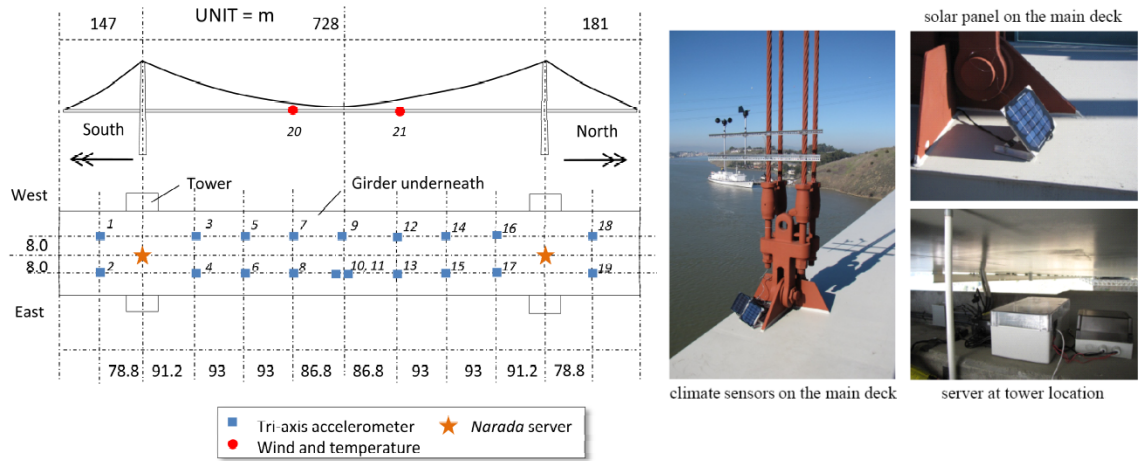 UNIT = m
147
728
181
20
21
South
North
West
Tower
Girder underneath
1
3
5
7
9
12
14
16
18
8.0
8.0
2
4
6
8
10, 11
13
15
17
19
East
78.8
91.2
93
93
86.8
86.8
93
93
91.2
78.8
Tri-axis accelerometer
Narada server
Wind and temperature
solar panel on the main deck
climate sensors on the main deck
server at tower location